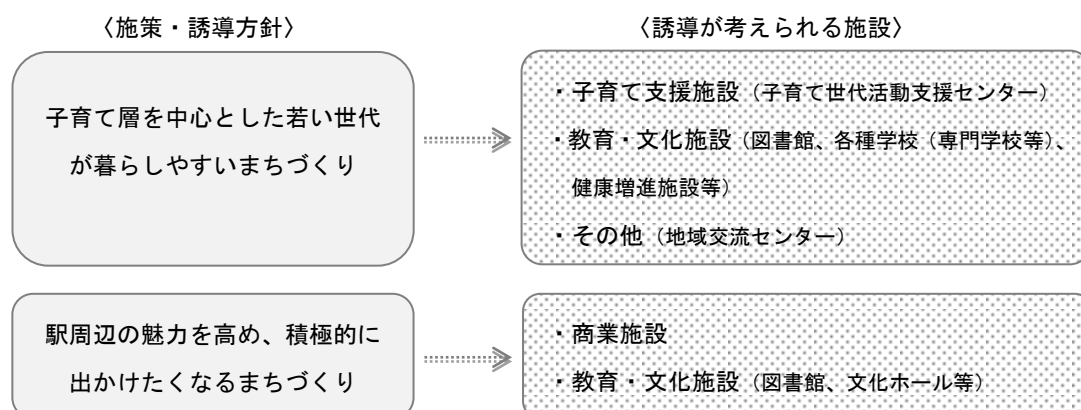 〈施策・誘導方針〉
〈誘導が考えられる施設〉
子育て層を中心とした若い世代
が暮らしやすいまちづくり
・子育て支援施設（子育て世代活動支援センター）
・教育・文化施設（図書館、各種学校（専門学校等）、
健康増進施設等）
・その他（地域交流センター）
駅周辺の魅力を高め、積極的に
出かけたくなるまちづくり
・商業施設
・教育・文化施設（図書館、文化ホール等）